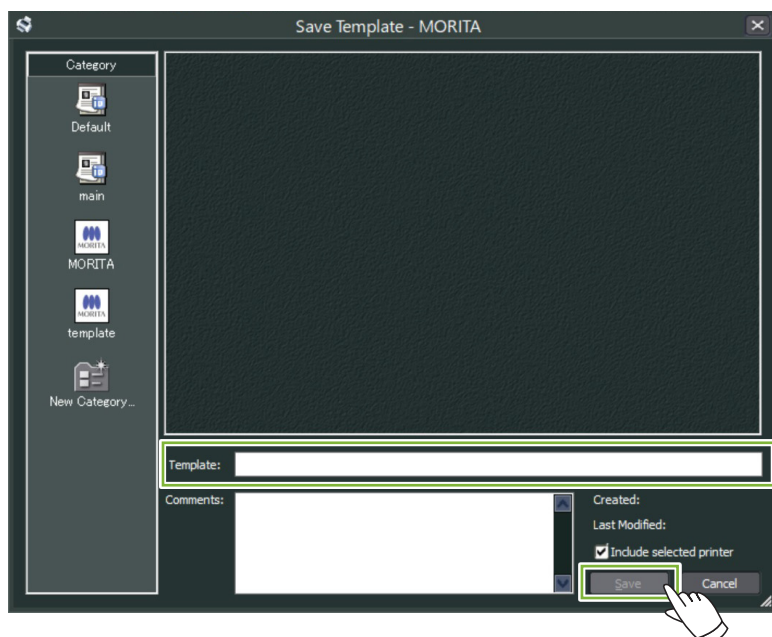 Save Template - MORITA
Category
Default
main
MORITA
MORITA
MORITA
template
New Category...
Template:
Comments:
Created:
Last Modified:
Include selected printer
Save
Cancel